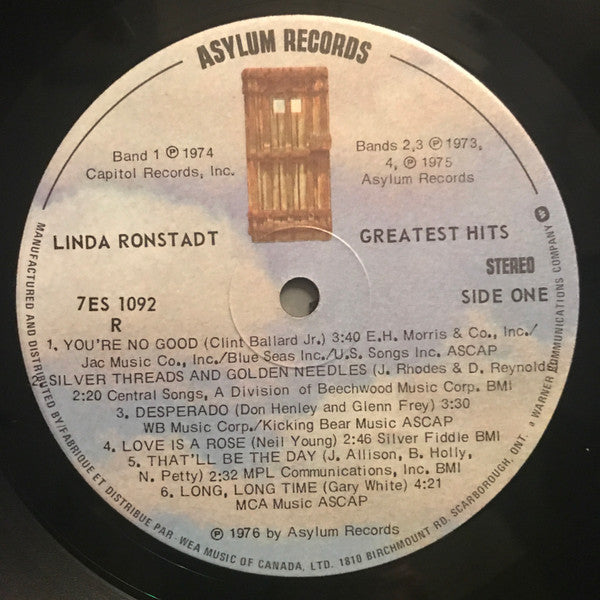 ASYLUM RECORDS
Band 1 Ⓟ 1974
Capitol Records, Inc.
Bands 2,3 Ⓟ 1973,
4, Ⓟ 1975
Asylum Records
LINDA RONSTADT
GREATEST HITS
STEREO
7ES 1092
R
SIDE ONE
1. YOU'RE NO GOOD (Clint Ballard Jr.) 3:40 E.H. Morris & Co., Inc./
Jac Music Co., Inc./Blue Seas Inc./U.S. Songs Inc. ASCAP
SILVER THREADS AND GOLDEN NEEDLES (J. Rhodes & D. Reynolds
2:20 Central Songs, A Division of Beechwood Music Corp. BMI
3. DESPERADO (Don Henley and Glenn Frey) 3:30
WB Music Corp./Kicking Bear Music ASCAP
4. LOVE IS A ROSE (Neil Young) 2:46 Silver Fiddle BMI
5. THAT'LL BE THE DAY (J. Allison, B. Holly,
N. Petty) 2:32 MPL Communications, Inc. BMI
6. LONG, LONG TIME (Gary White) 4:21
MCA Music ASCAP
Ⓟ 1976 by Asylum Records
MANUFACTURED AND DISTRIBUTED BY/FABRIQUE ET DISTRIBUE PAR WEA MUSIC OF CANADA, LTD. 1810 BIRCHMOUNT RD. SCARBOROUGH, ONT. a WARNER COMMUNICATIONS COMPANY